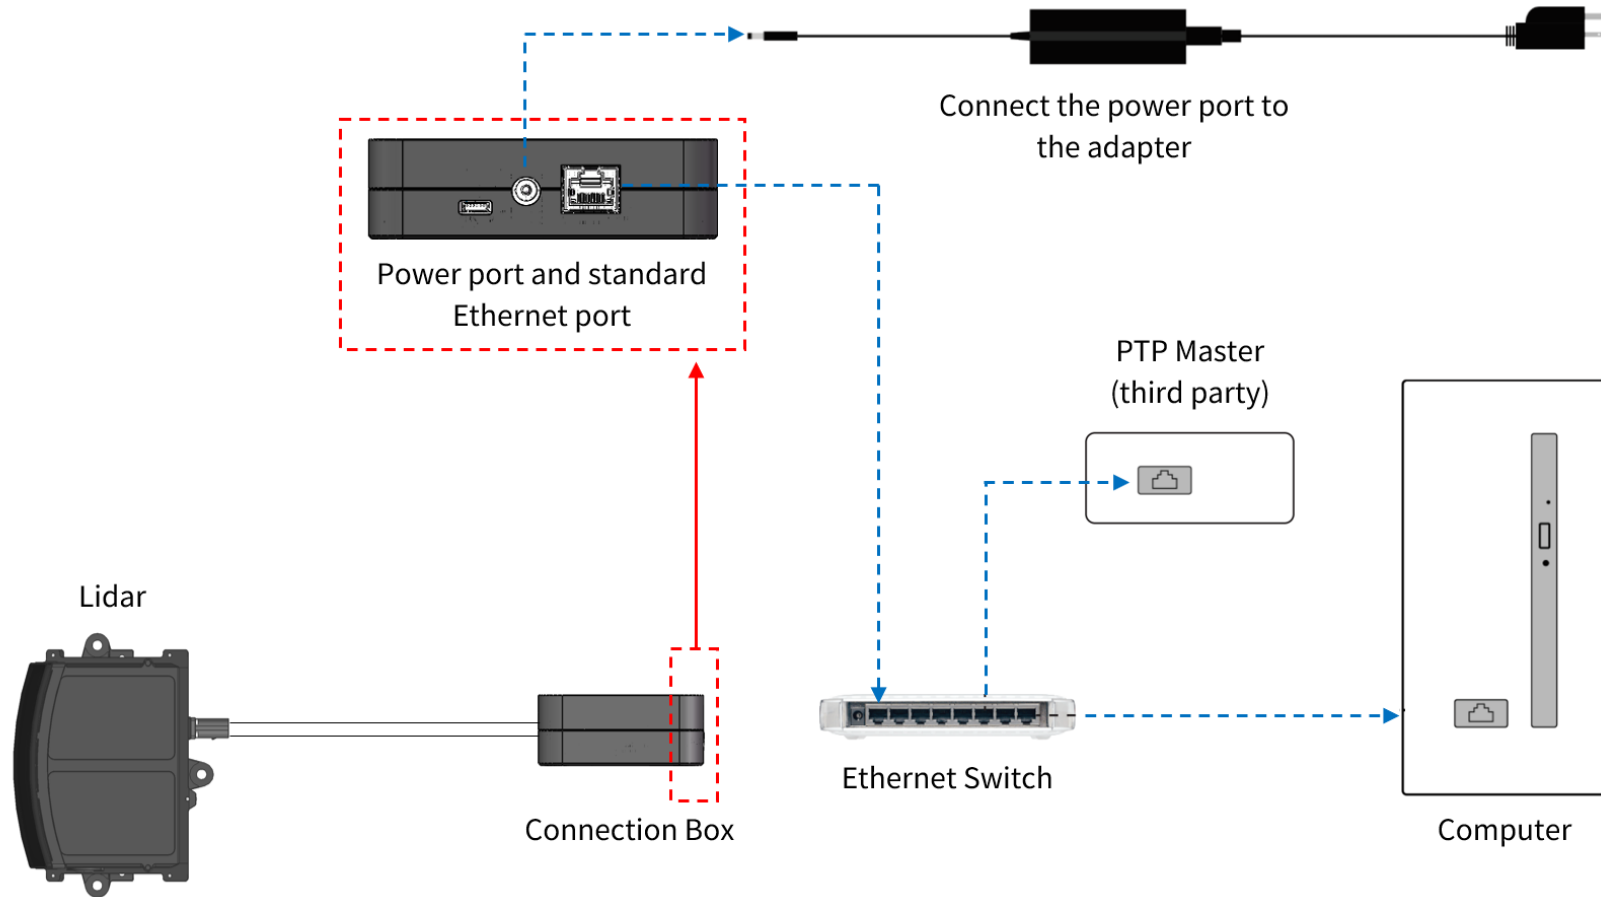 Connect the power port to
the adapter
Power port and standard
Ethernet port
PTP Master
(third party)
Lidar
Ethernet Switch
Connection Box
Computer